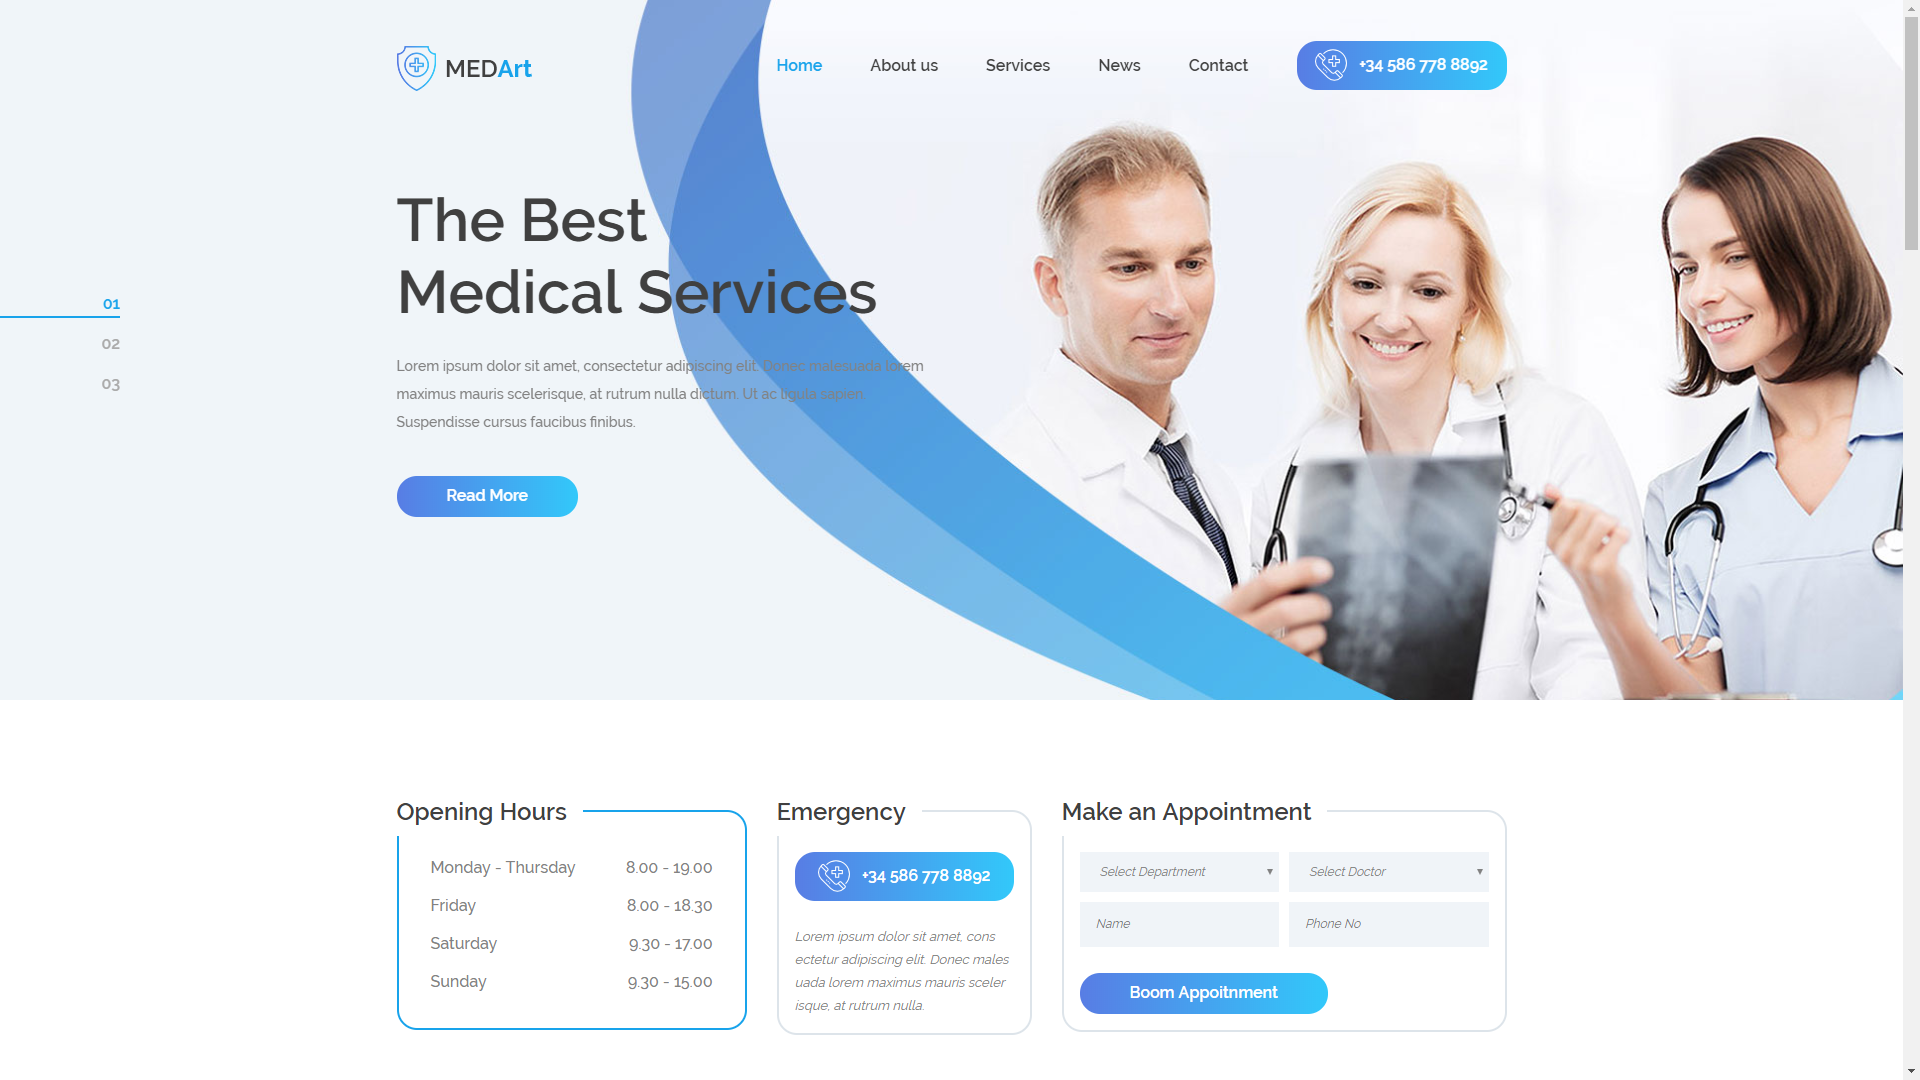 MEDArt
Home
About us
Services
News
Contact
+34 586 778 8892
The Best
Medical Services
01
02
03
Lorem ipsum dolor sit amet, consectetur adipiscing elit. Donec malesuada lorem
maximus mauris scelerisque, at rutrum nulla dictum. Ut ac ligula sapien.
Suspendisse cursus faucibus finibus.
Read More
Opening Hours
Monday - Thursday 8.00 - 19.00
Friday 8.00 - 18.30
Saturday 9.30 - 17.00
Sunday 9.30 - 15.00
Emergency
+34 586 778 8892
Lorem ipsum dolor sit amet, cons
ectetur adipiscing elit. Donec males
uada lorem maximus mauris sceler
isque, at rutrum nulla.
Make an Appointment
Select Department
Select Doctor
Name
Phone No
Boom Appoitnment